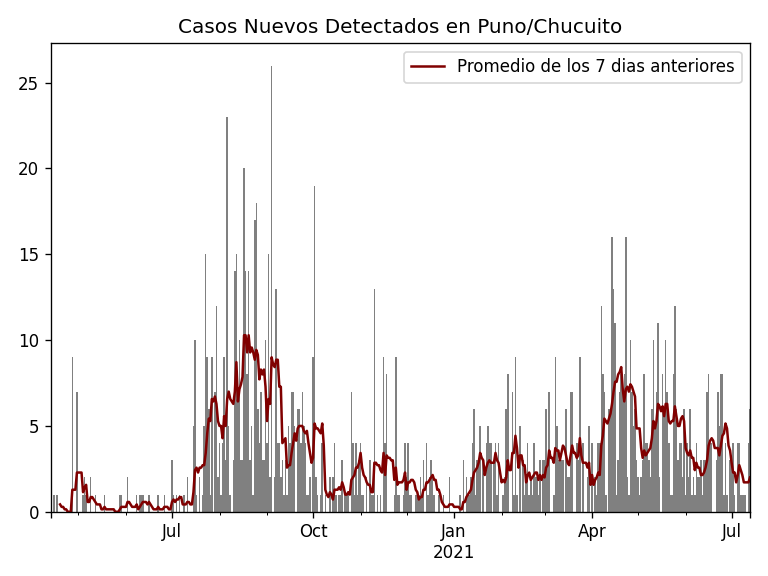 Casos Nuevos Detectados en Puno/Chucuito
Promedio de los 7 dias anteriores
25
20
15
10
5
0
Jul
Oct
Jan
2021
Apr
Jul